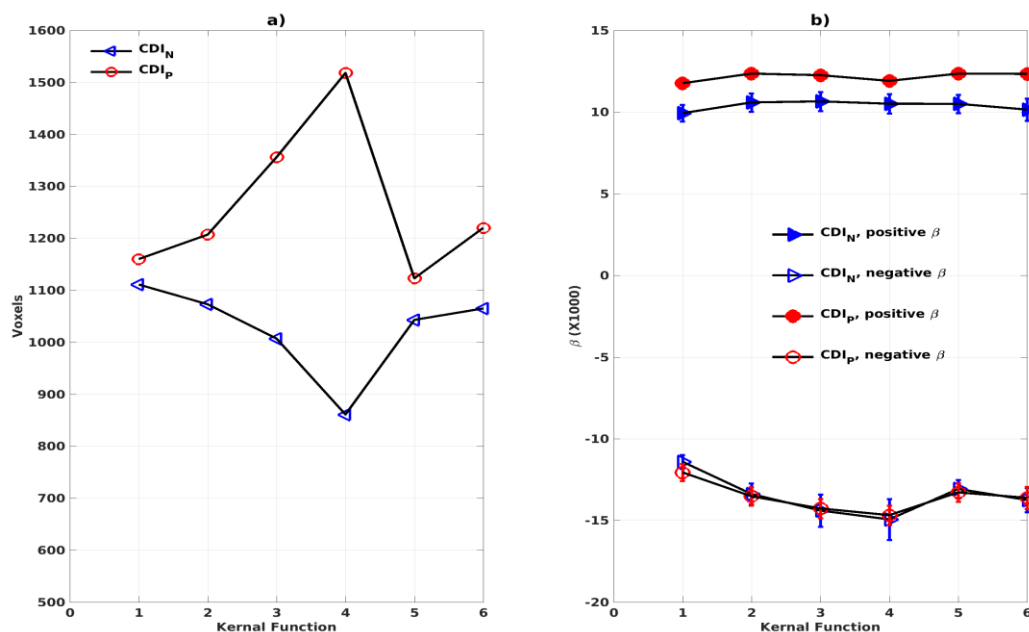 a)
1600
1500
1400
1300
1200
1100
1000
900
800
700
600
500
Voxels
CDI_N
CDI_P
0 1 2 3 4 5 6
Kernal Function
b)
15
10
5
0
-5
-10
-15
-20
β (X1000)
CDI_N, positive β
CDI_N, negative β
CDI_P, positive β
CDI_P, negative β
0 1 2 3 4 5 6
Kernal Function